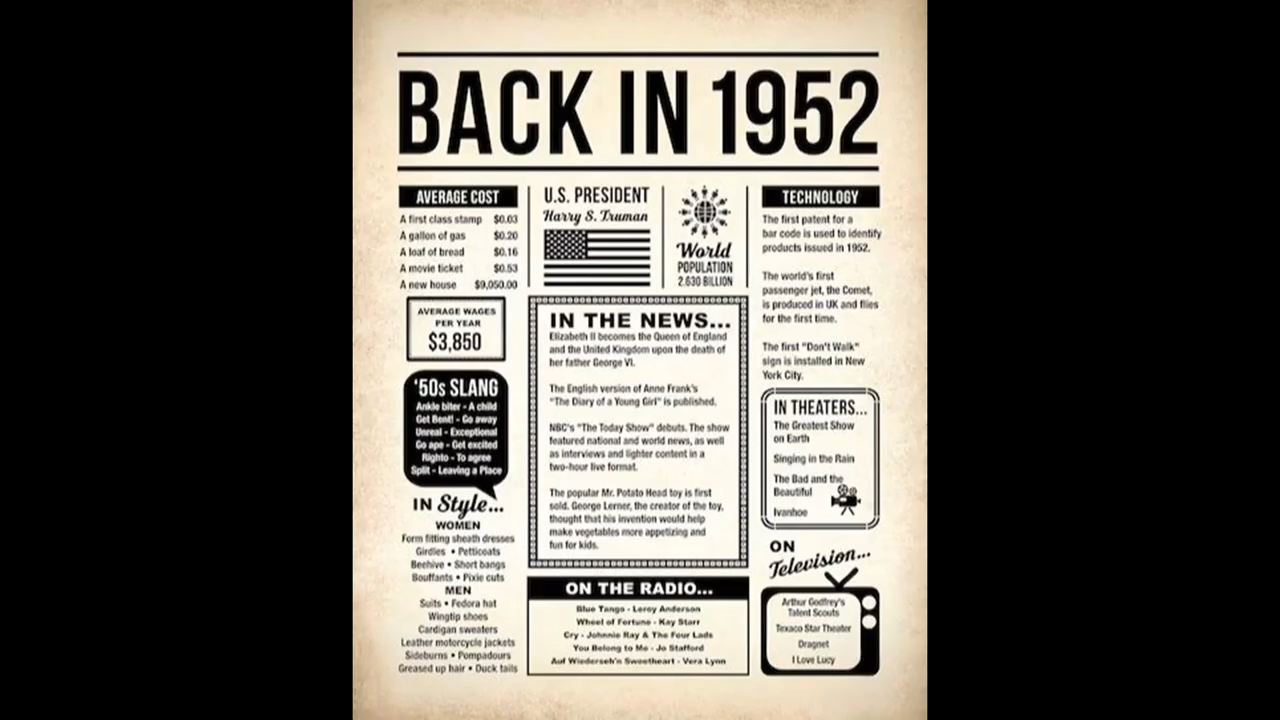 BACK IN 1952
AVERAGE COST
A first class stamp $0.03
A gallon of gas $0.20
A loaf of bread $0.16
A movie ticket $0.53
A new house $9,050.00
AVERAGE WAGES
PER YEAR
$3,850
'50s SLANG
Ankle biter - A child
Get Bent! - Go away
Unreal - Exceptional
Go ape - Get excited
Righto - To agree
Split - Leaving a Place
IN Style...
WOMEN
Form fitting sheath dresses
Girdles • Petticoats
Beehive • Short bangs
Bouffants • Pixie cuts
MEN
Suits • Fedora hat
Wingtip shoes
Cardigan sweaters
Leather motorcycle jackets
Sideburns • Pompadours
Greased up hair • Duck tails
U.S. PRESIDENT
Harry S. Truman
World
POPULATION
2.630 BILLION
IN THE NEWS...
Elizabeth II becomes the Queen of England
and the United Kingdom upon the death of
her father George VI.
The English version of Anne Frank's
"The Diary of a Young Girl" is published.
NBC's "The Today Show" debuts. The show
featured national and world news, as well
as interviews and lighter content in a
two-hour live format.
The popular Mr. Potato Head toy is first
sold. George Lerner, the creator of the toy,
thought that his invention would help
make vegetables more appetizing and
fun for kids.
ON THE RADIO...
Blue Tango - Leroy Anderson
Wheel of Fortune - Kay Starr
Cry - Johnnie Ray & The Four Lads
You Belong to Me - Jo Stafford
Auf Wiederseh'n Sweetheart - Vera Lynn
TECHNOLOGY
The first patent for a
bar code is used to identify
products issued in 1952.
The world's first
passenger jet, the Comet,
is produced in UK and flies
for the first time.
The first "Don't Walk"
sign is installed in New
York City.
IN THEATERS...
The Greatest Show
on Earth
Singing in the Rain
The Bad and the
Beautiful
Ivanhoe
ON
Television...
Arthur Godfrey's
Talent Scouts
Texaco Star Theater
Dragnet
I Love Lucy